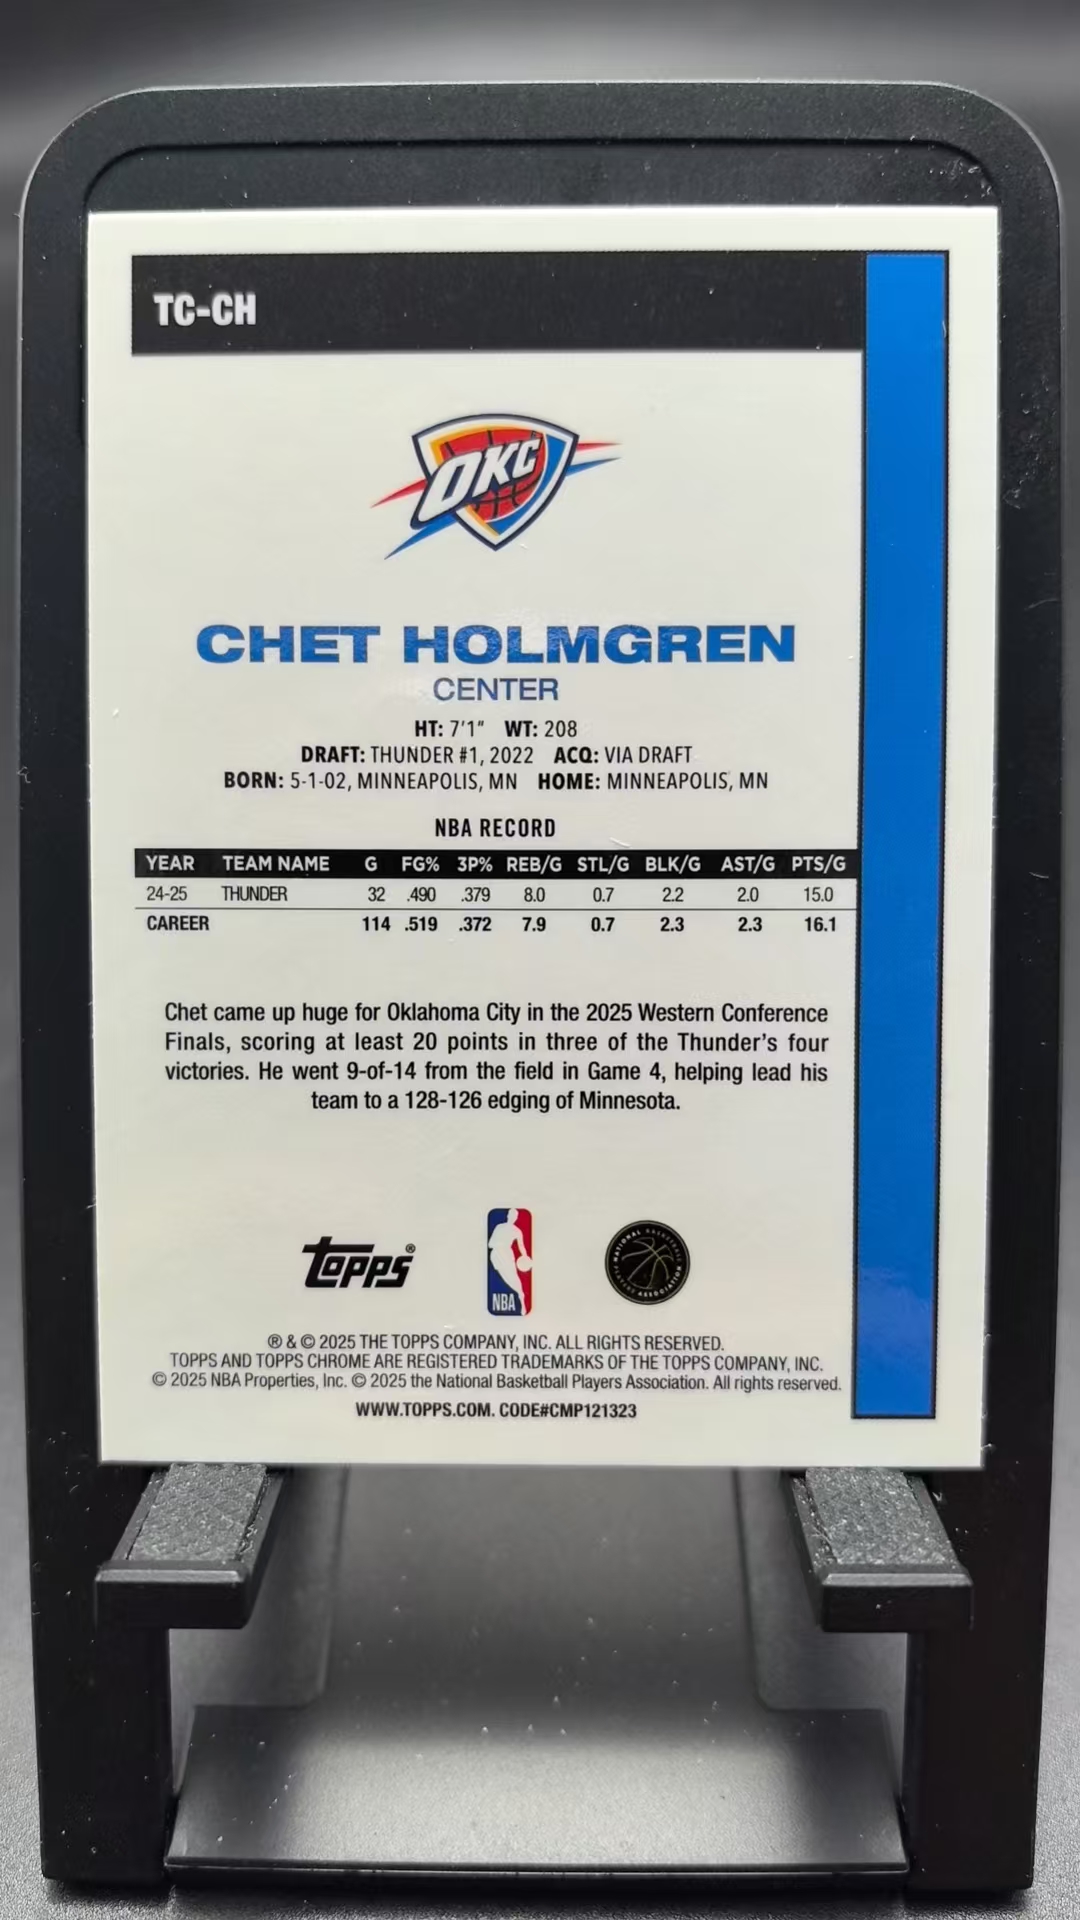 TC-CH
OKC
CHET HOLMGREN
CENTER
HT: 7'1" WT: 208
DRAFT: THUNDER #1, 2022 ACQ: VIA DRAFT
BORN: 5-1-02, MINNEAPOLIS, MN HOME: MINNEAPOLIS, MN
NBA RECORD
YEAR TEAM NAME G FG% 3P% REB/G STL/G BLK/G AST/G PTS/G
24-25 THUNDER 32 .490 .379 8.0 0.7 2.2 2.0 15.0
CAREER 114 .519 .372 7.9 0.7 2.3 2.3 16.1
Chet came up huge for Oklahoma City in the 2025 Western Conference
Finals, scoring at least 20 points in three of the Thunder's four
victories. He went 9-of-14 from the field in Game 4, helping lead his
team to a 128-126 edging of Minnesota.
topps®
NBA
NATIONAL BASKETBALL PLAYERS ASSOCIATION
® & © 2025 THE TOPPS COMPANY, INC. ALL RIGHTS RESERVED.
TOPPS AND TOPPS CHROME ARE REGISTERED TRADEMARKS OF THE TOPPS COMPANY, INC.
© 2025 NBA Properties, Inc. © 2025 the National Basketball Players Association. All rights reserved.
WWW.TOPPS.COM. CODE#CMP121323